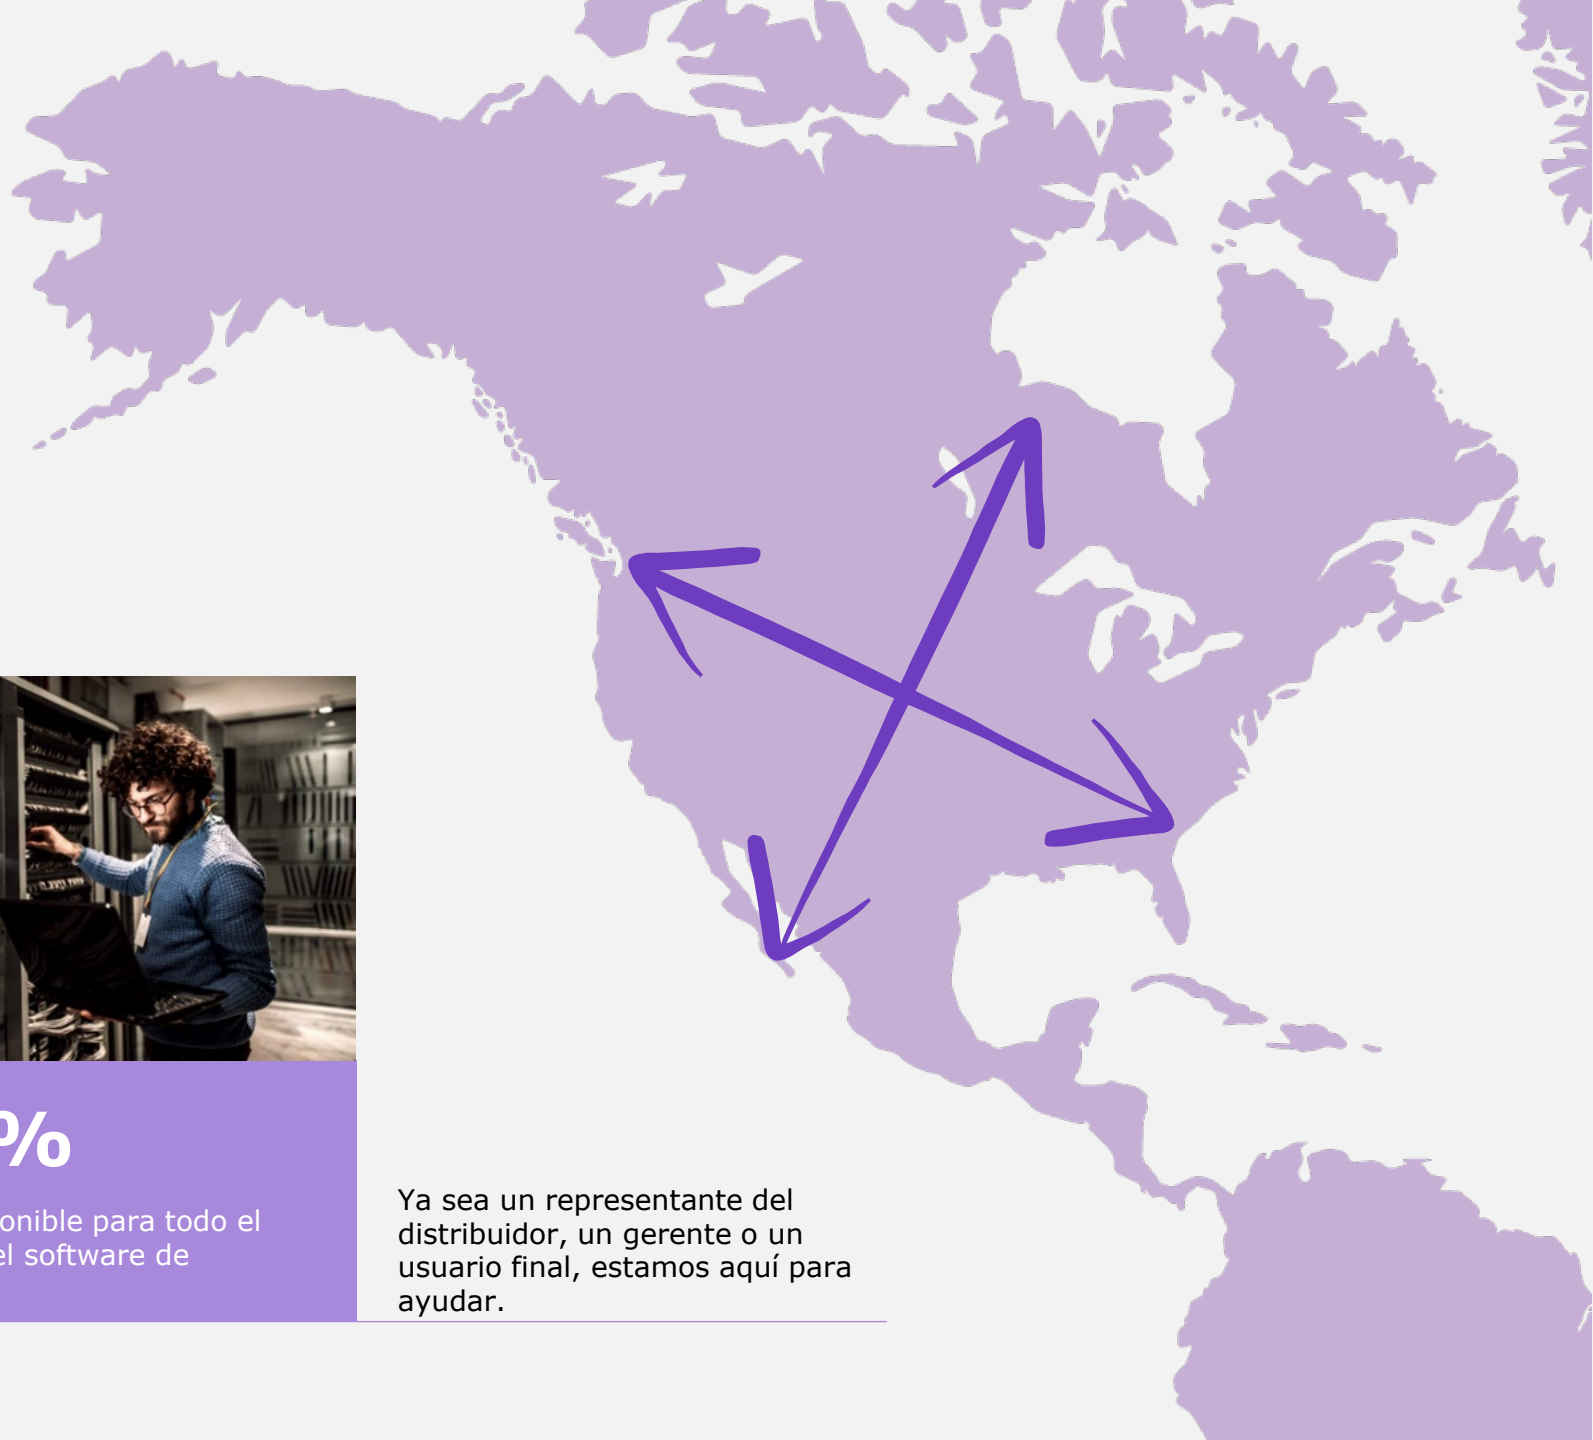 %
onible para todo el
el software de
Ya sea un representante del
distribuidor, un gerente o un
usuario final, estamos aquí para
ayudar.